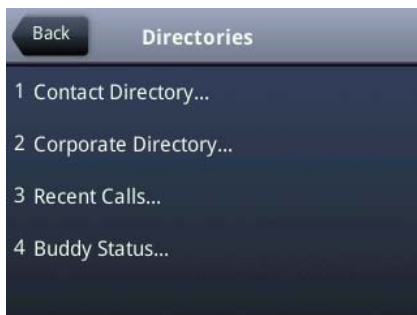 Back
Directories
1 Contact Directory...
2 Corporate Directory...
3 Recent Calls...
4 Buddy Status...